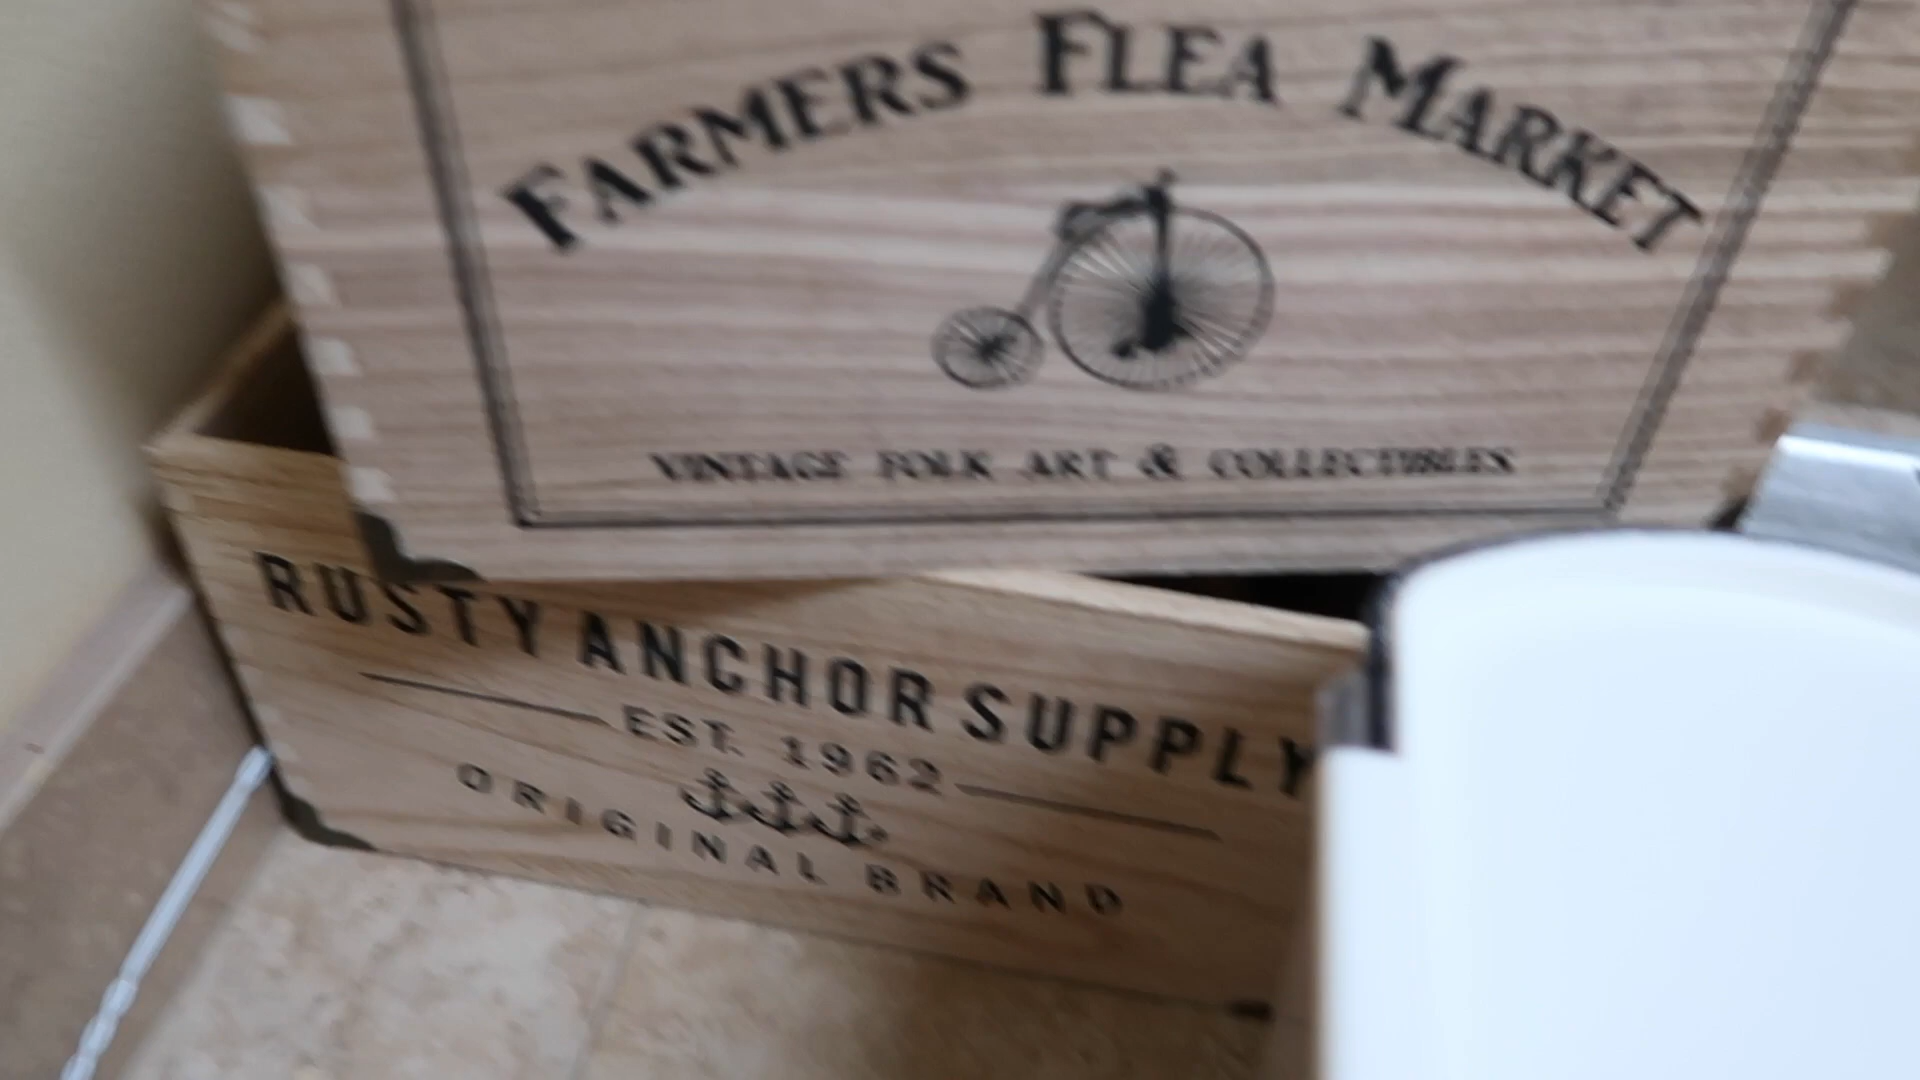 FARMERS FLEA MARKET
VINTAGE FOLK ART & COLLECTIBLES
RUSTY ANCHOR SUPPLY
EST. 1962
ORIGINAL BRAND